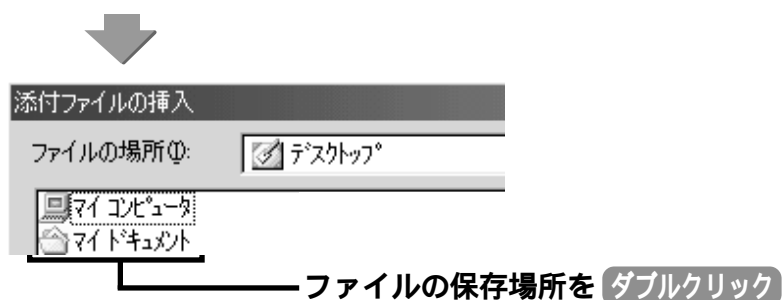 添付ファイルの挿入
ファイルの場所(I): デスクトップ
マイ コンピュータ
マイ ドキュメント
ファイルの保存場所を ダブルクリック